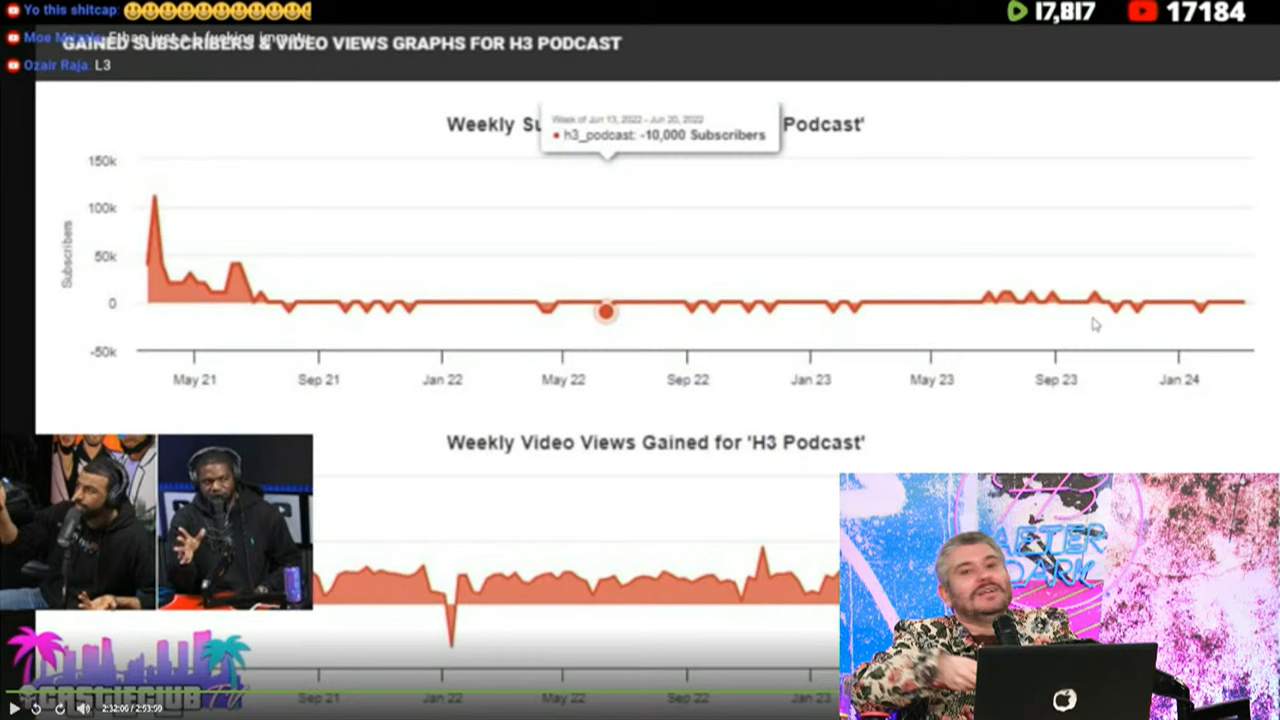 Yo this shitcap:
17,817
17184
Moe
GAINED SUBSCRIBERS & VIDEO VIEWS GRAPHS FOR H3 PODCAST
Ozair Raja: L3
Weekly Su
Podcast'
Week of Jun 13, 2022 - Jun 20, 2022
h3_podcast: -10,000 Subscribers
150k
100k
50k
0
-50k
Subscribers
May 21
Sep 21
Jan 22
May 22
Sep 22
Jan 23
May 23
Sep 23
Jan 24
Weekly Video Views Gained for 'H3 Podcast'
AFTER
DARK
CASTLECLUB TV
Sep 21
Jan 22
May 22
Sep 22
Jan 23
2:32:00 / 2:53:59